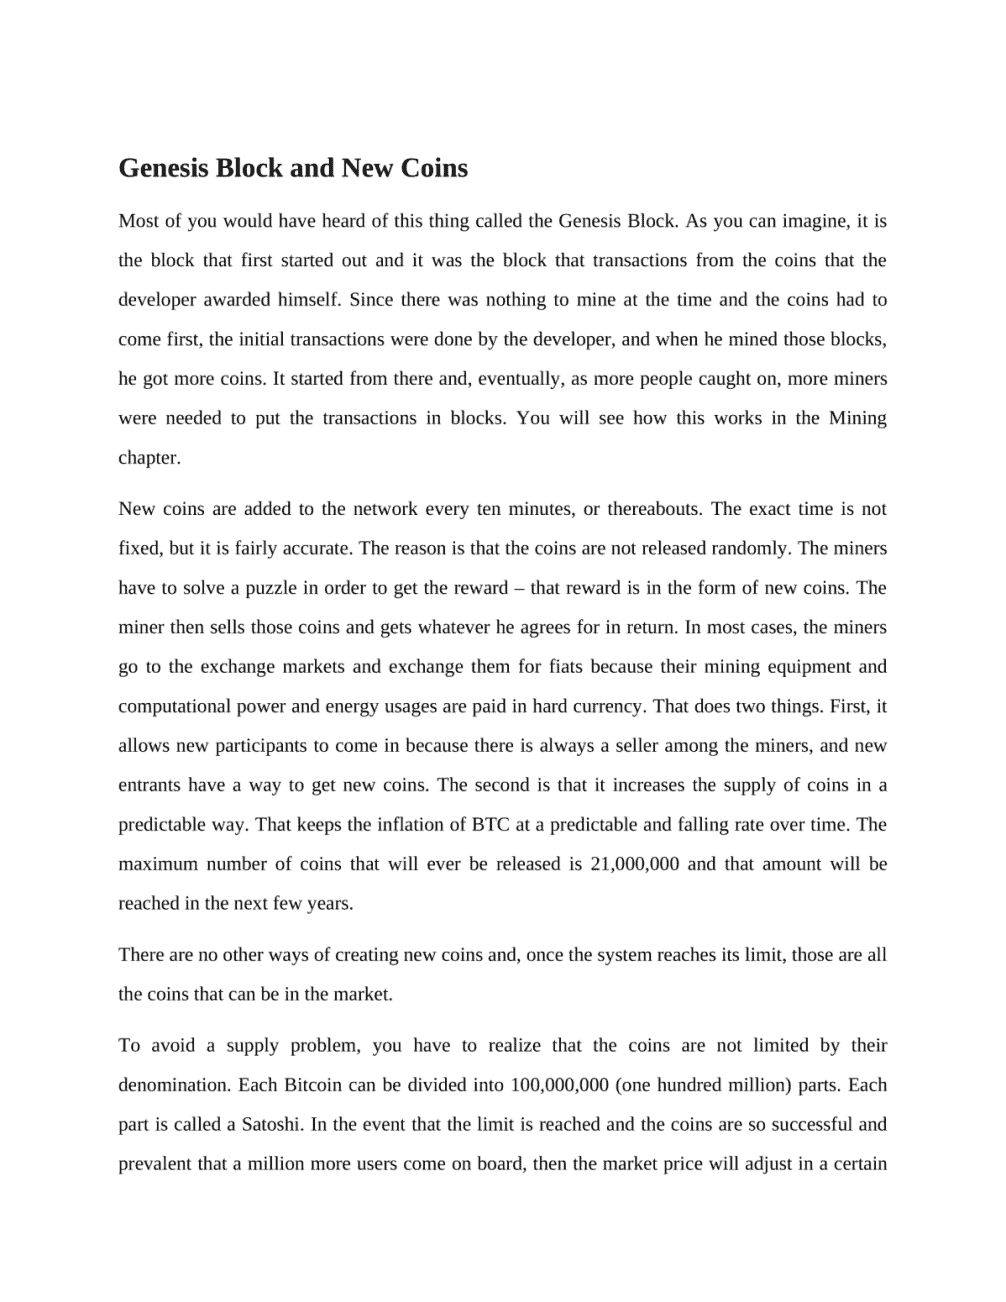 Genesis Block and New Coins
Most of you would have heard of this thing called the Genesis Block. As you can imagine, it is
the block that first started out and it was the block that transactions from the coins that the
developer awarded himself. Since there was nothing to mine at the time and the coins had to
come first, the initial transactions were done by the developer, and when he mined those blocks,
he got more coins. It started from there and, eventually, as more people caught on, more miners
were needed to put the transactions in blocks. You will see how this works in the Mining
chapter.
New coins are added to the network every ten minutes, or thereabouts. The exact time is not
fixed, but it is fairly accurate. The reason is that the coins are not released randomly. The miners
have to solve a puzzle in order to get the reward – that reward is in the form of new coins. The
miner then sells those coins and gets whatever he agrees for in return. In most cases, the miners
go to the exchange markets and exchange them for fiats because their mining equipment and
computational power and energy usages are paid in hard currency. That does two things. First, it
allows new participants to come in because there is always a seller among the miners, and new
entrants have a way to get new coins. The second is that it increases the supply of coins in a
predictable way. That keeps the inflation of BTC at a predictable and falling rate over time. The
maximum number of coins that will ever be released is 21,000,000 and that amount will be
reached in the next few years.
There are no other ways of creating new coins and, once the system reaches its limit, those are all
the coins that can be in the market.
To avoid a supply problem, you have to realize that the coins are not limited by their
denomination. Each Bitcoin can be divided into 100,000,000 (one hundred million) parts. Each
part is called a Satoshi. In the event that the limit is reached and the coins are so successful and
prevalent that a million more users come on board, then the market price will adjust in a certain